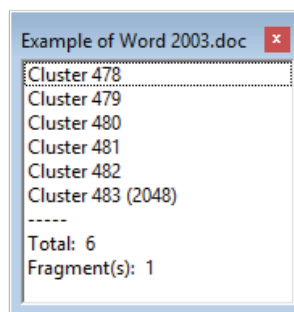 Example of Word 2003.doc
Cluster 478
Cluster 479
Cluster 480
Cluster 481
Cluster 482
Cluster 483 (2048)
-----
Total:  6
Fragment(s):  1